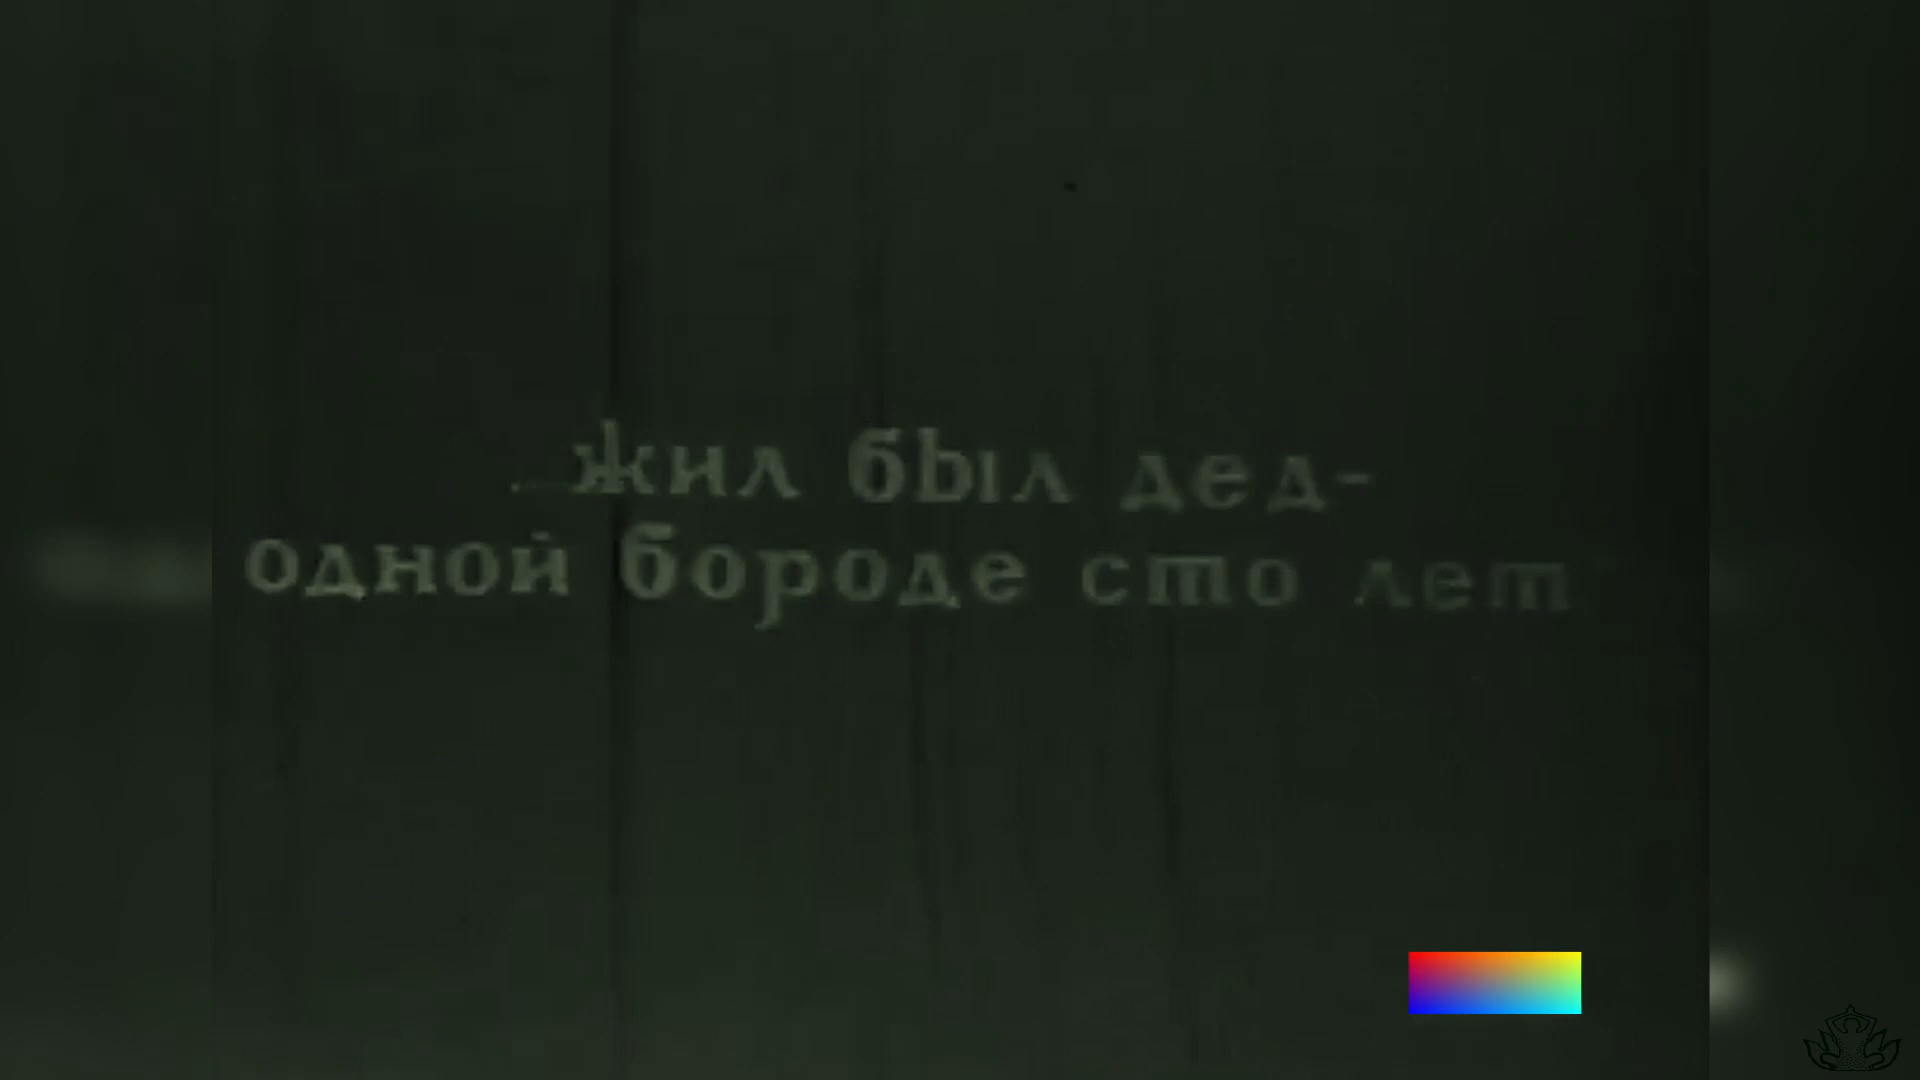 ...жил был дед-
одной бороде сто лет